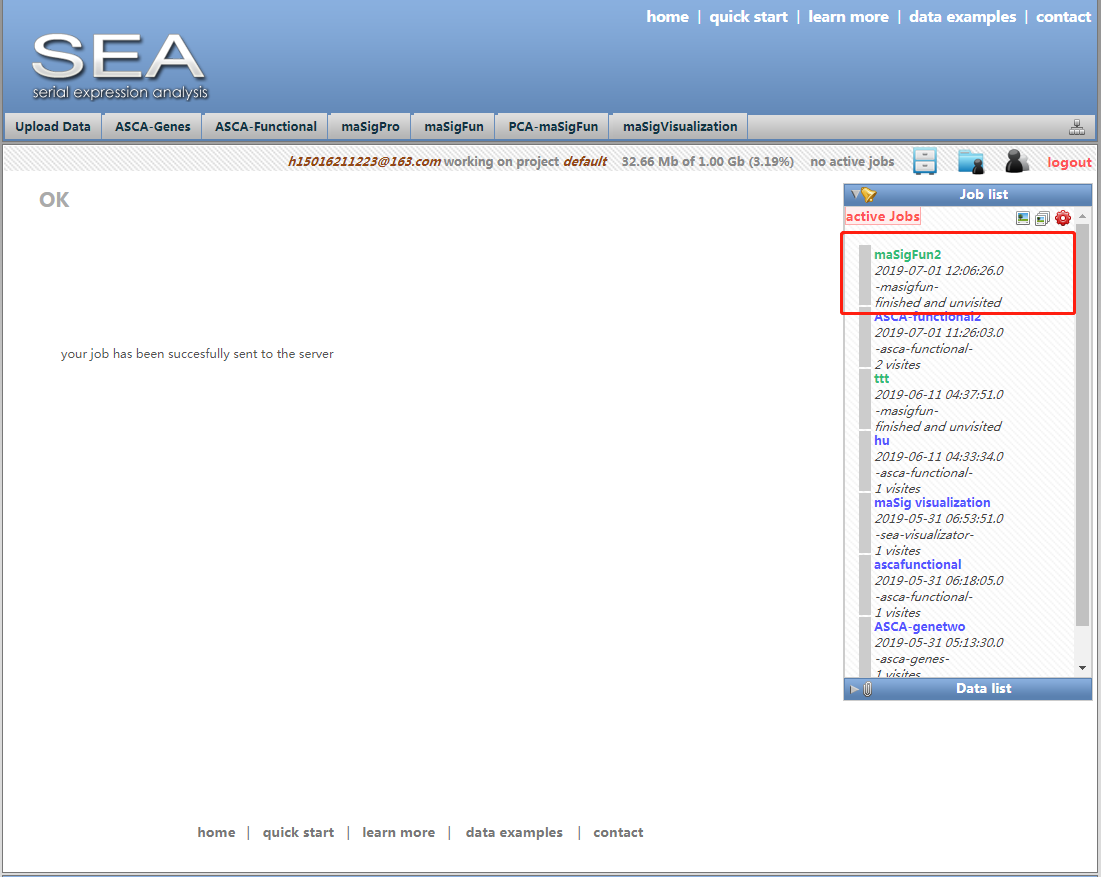 home | quick start | learn more | data examples | contact
SEA
serial expression analysis
Upload Data ASCA-Genes ASCA-Functional maSigPro maSigFun PCA-maSigFun maSigVisualization
h15016211223@163.com working on project default 32.66 Mb of 1.00 Gb (3.19%) no active jobs logout
OK
your job has been succesfully sent to the server
Job list
active Jobs
maSigFun2
2019-07-01 12:06:26.0
-masigfun-
finished and unvisited
ASCA-functional2
2019-07-01 11:26:03.0
-asca-functional-
2 visites
ttt
2019-06-11 04:37:51.0
-masigfun-
finished and unvisited
hu
2019-06-11 04:33:34.0
-asca-functional-
1 visites
maSig visualization
2019-05-31 06:53:51.0
-sea-visualizator-
1 visites
ascafunctional
2019-05-31 06:18:05.0
-asca-functional-
1 visites
ASCA-genetwo
2019-05-31 05:13:30.0
-asca-genes-
1 visites
Data list
home | quick start | learn more | data examples | contact